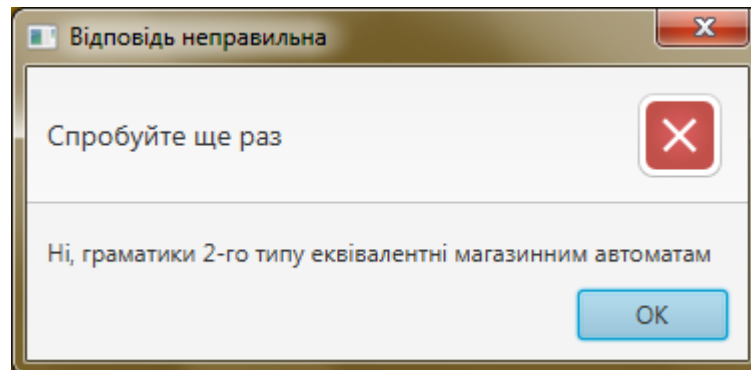 Відповідь неправильна
Спробуйте ще раз
Ні, граматики 2-го типу еквівалентні магазинним автоматам
OK